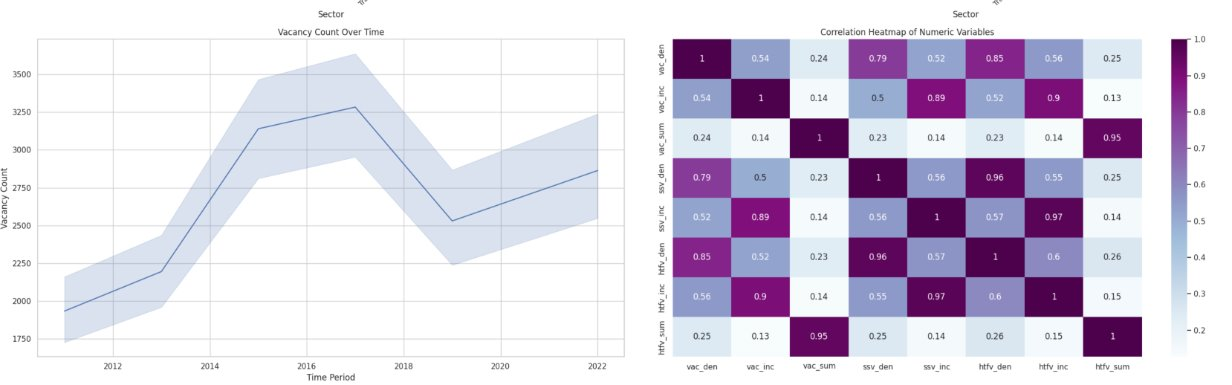 Sector
Vacancy Count Over Time
Vacancy Count
3500
3250
3000
2750
2500
2250
2000
1750
2012
2014
2016
2018
2020
2022
Time Period
Sector
Correlation Heatmap of Numeric Variables
vac_den 1 0.54 0.24 0.79 0.52 0.85 0.56 0.25
vac_inc 0.54 1 0.14 0.5 0.89 0.52 0.9 0.13
vac_sum 0.24 0.14 1 0.23 0.14 0.23 0.14 0.95
ssv_den 0.79 0.5 0.23 1 0.56 0.96 0.55 0.25
ssv_inc 0.52 0.89 0.14 0.56 1 0.57 0.97 0.14
htfv_den 0.85 0.52 0.23 0.96 0.57 1 0.6 0.26
htfv_inc 0.56 0.9 0.14 0.55 0.97 0.6 1 0.15
htfv_sum 0.25 0.13 0.95 0.25 0.14 0.26 0.15 1
vac_den vac_inc vac_sum ssv_den ssv_inc htfv_den htfv_inc htfv_sum
1.0
0.9
0.8
0.7
0.6
0.5
0.4
0.3
0.2